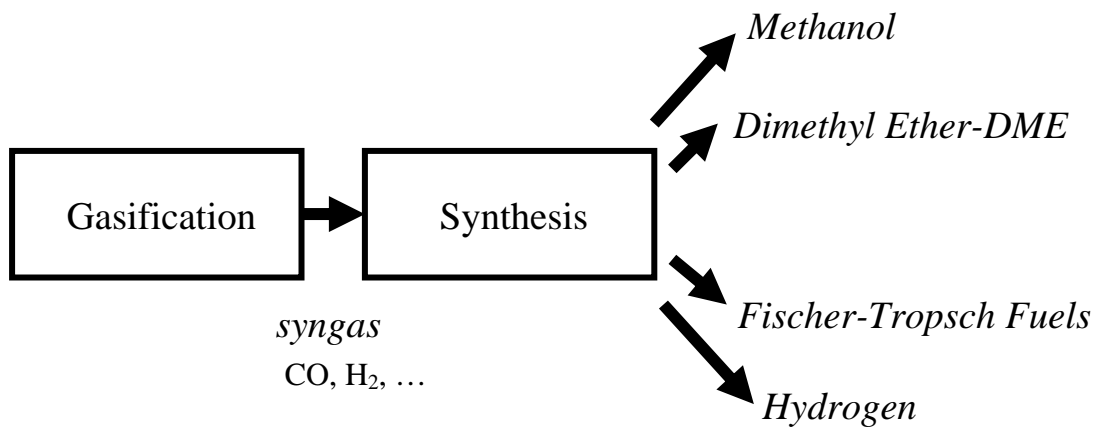 Methanol
Dimethyl Ether-DME
Gasification
Synthesis
syngas
CO, H₂, …
Fischer-Tropsch Fuels
Hydrogen